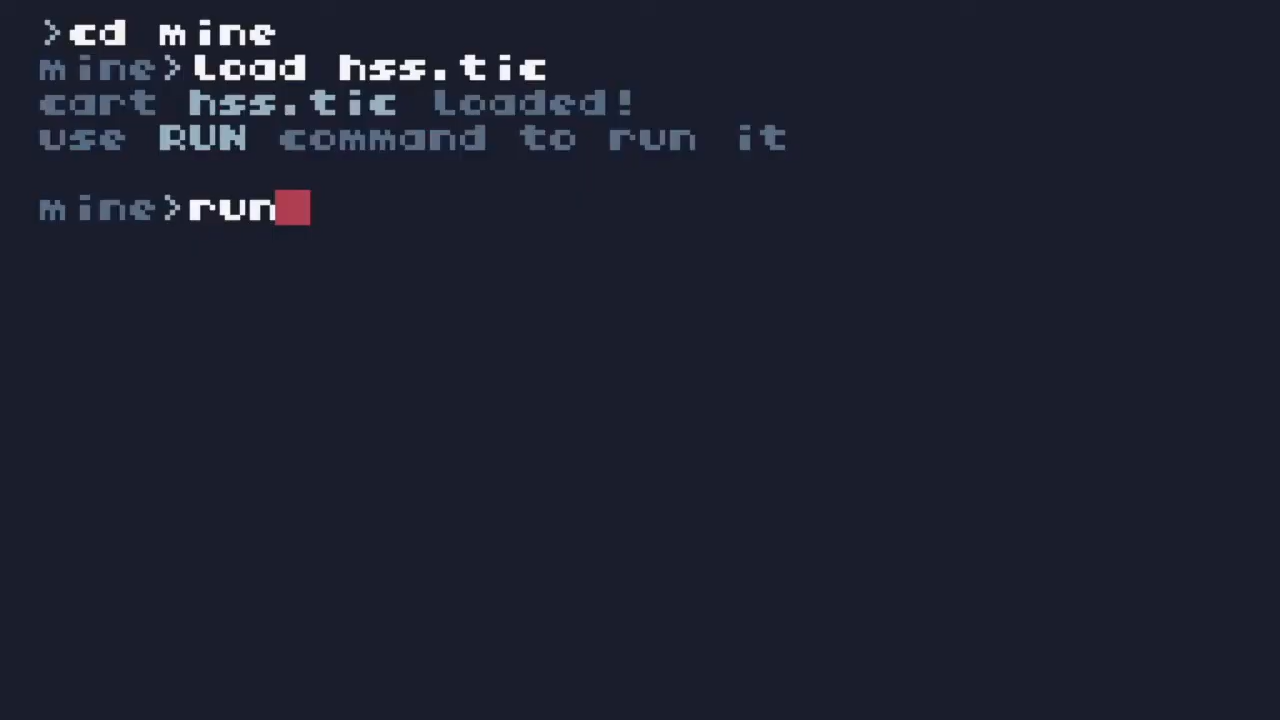 >cd mine
mine>load hss.tic
cart hss.tic loaded!
use RUN command to run it
mine>run